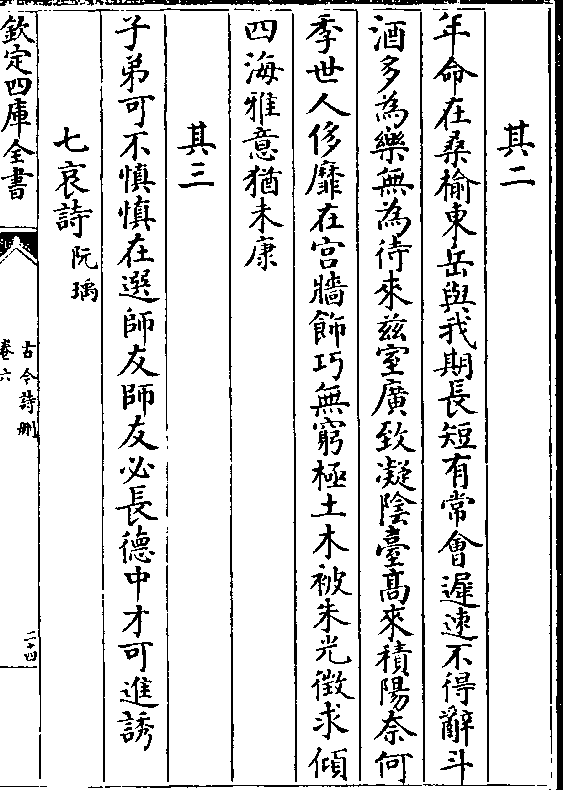 其二
年命在桑榆東岳與我期長短有常會遲速不得辭斗
酒多為樂無為待來兹室廣致凝陰臺高來積陽奈何
季世人侈靡在宫牆飾巧無窮極土木被朱光徵求傾
四海雅意猶未康
其三
子弟可不慎慎在選師友師友必長德中才可進誘
七哀詩 阮瑀
欽定四庫全書
古今詩刪
卷六
二十四